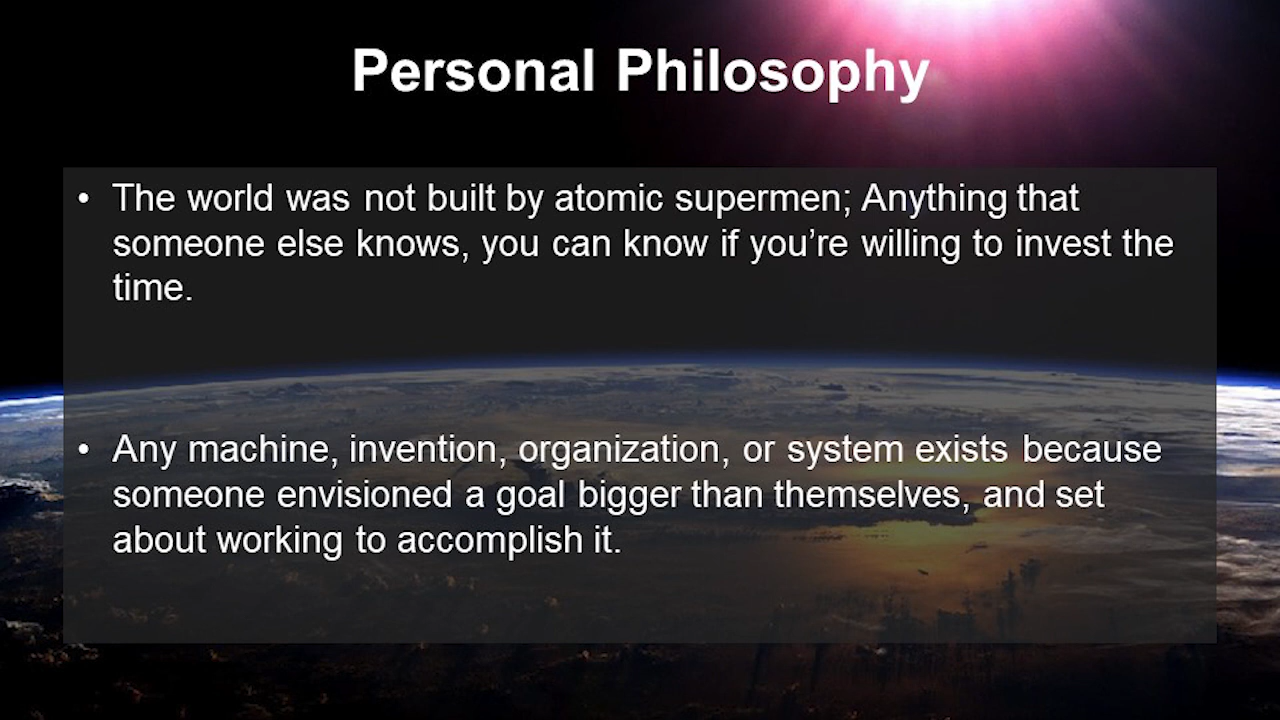 Personal Philosophy
• The world was not built by atomic supermen; Anything that
someone else knows, you can know if you’re willing to invest the
time.
• Any machine, invention, organization, or system exists because
someone envisioned a goal bigger than themselves, and set
about working to accomplish it.